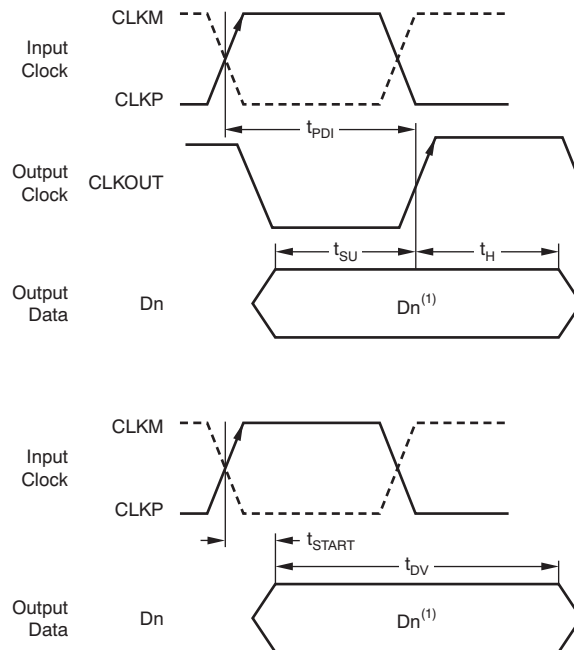 CLKM
Input
Clock
CLKP
t_PDI
Output
Clock
CLKOUT
t_SU
t_H
Output
Data
Dn
Dn(1)
CLKM
Input
Clock
CLKP
t_START
t_DV
Output
Data
Dn
Dn(1)